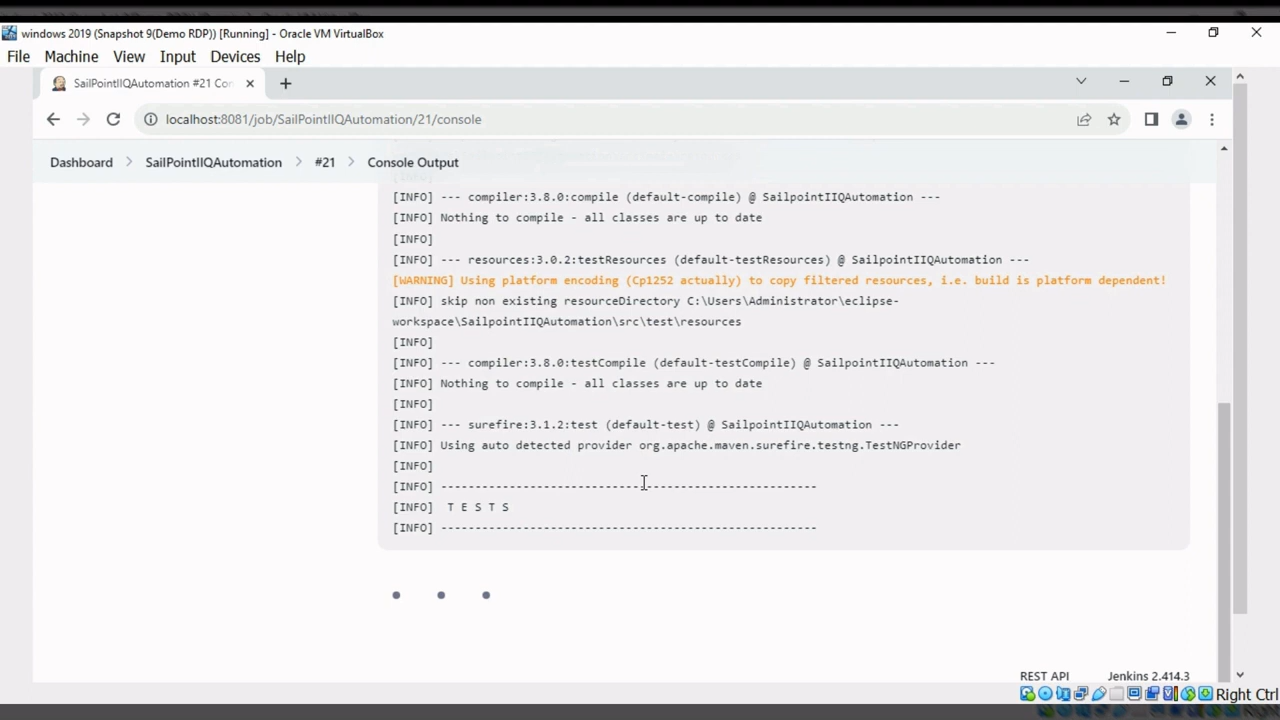 windows 2019 (Snapshot 9(Demo RDP)) [Running] - Oracle VM VirtualBox
File Machine View Input Devices Help
SailPointIIQAutomation #21 Con
localhost:8081/job/SailPointIIQAutomation/21/console
Dashboard > SailPointIIQAutomation > #21 > Console Output
[INFO]
[INFO] --- compiler:3.8.0:compile (default-compile) @ SailpointIIQAutomation ---
[INFO] Nothing to compile - all classes are up to date
[INFO]
[INFO] --- resources:3.0.2:testResources (default-testResources) @ SailpointIIQAutomation ---
[WARNING] Using platform encoding (Cp1252 actually) to copy filtered resources, i.e. build is platform dependent!
[INFO] skip non existing resourceDirectory C:\Users\Administrator\eclipse-
workspace\SailpointIIQAutomation\src\test\resources
[INFO]
[INFO] --- compiler:3.8.0:testCompile (default-testCompile) @ SailpointIIQAutomation ---
[INFO] Nothing to compile - all classes are up to date
[INFO]
[INFO] --- surefire:3.1.2:test (default-test) @ SailpointIIQAutomation ---
[INFO] Using auto detected provider org.apache.maven.surefire.testng.TestNGProvider
[INFO]
[INFO] -------------------------------------------------------
[INFO]  T E S T S
[INFO] -------------------------------------------------------
REST API Jenkins 2.414.3
Right Ctrl